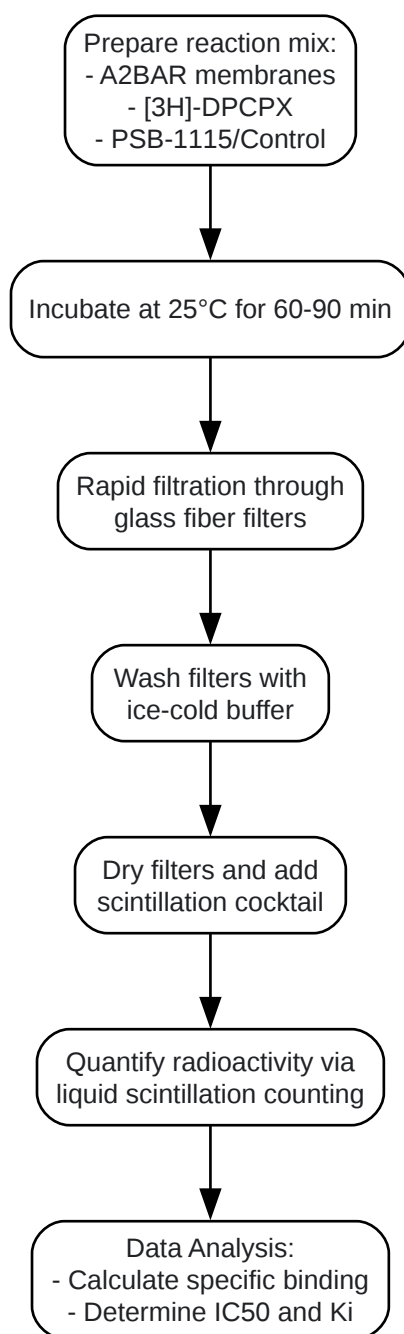 Prepare reaction mix:
- A2BAR membranes
- [3H]-DPCPX
- PSB-1115/Control
Incubate at 25°C for 60-90 min
Rapid filtration through
glass fiber filters
Wash filters with
ice-cold buffer
Dry filters and add
scintillation cocktail
Quantify radioactivity via
liquid scintillation counting
Data Analysis:
- Calculate specific binding
- Determine IC50 and Ki